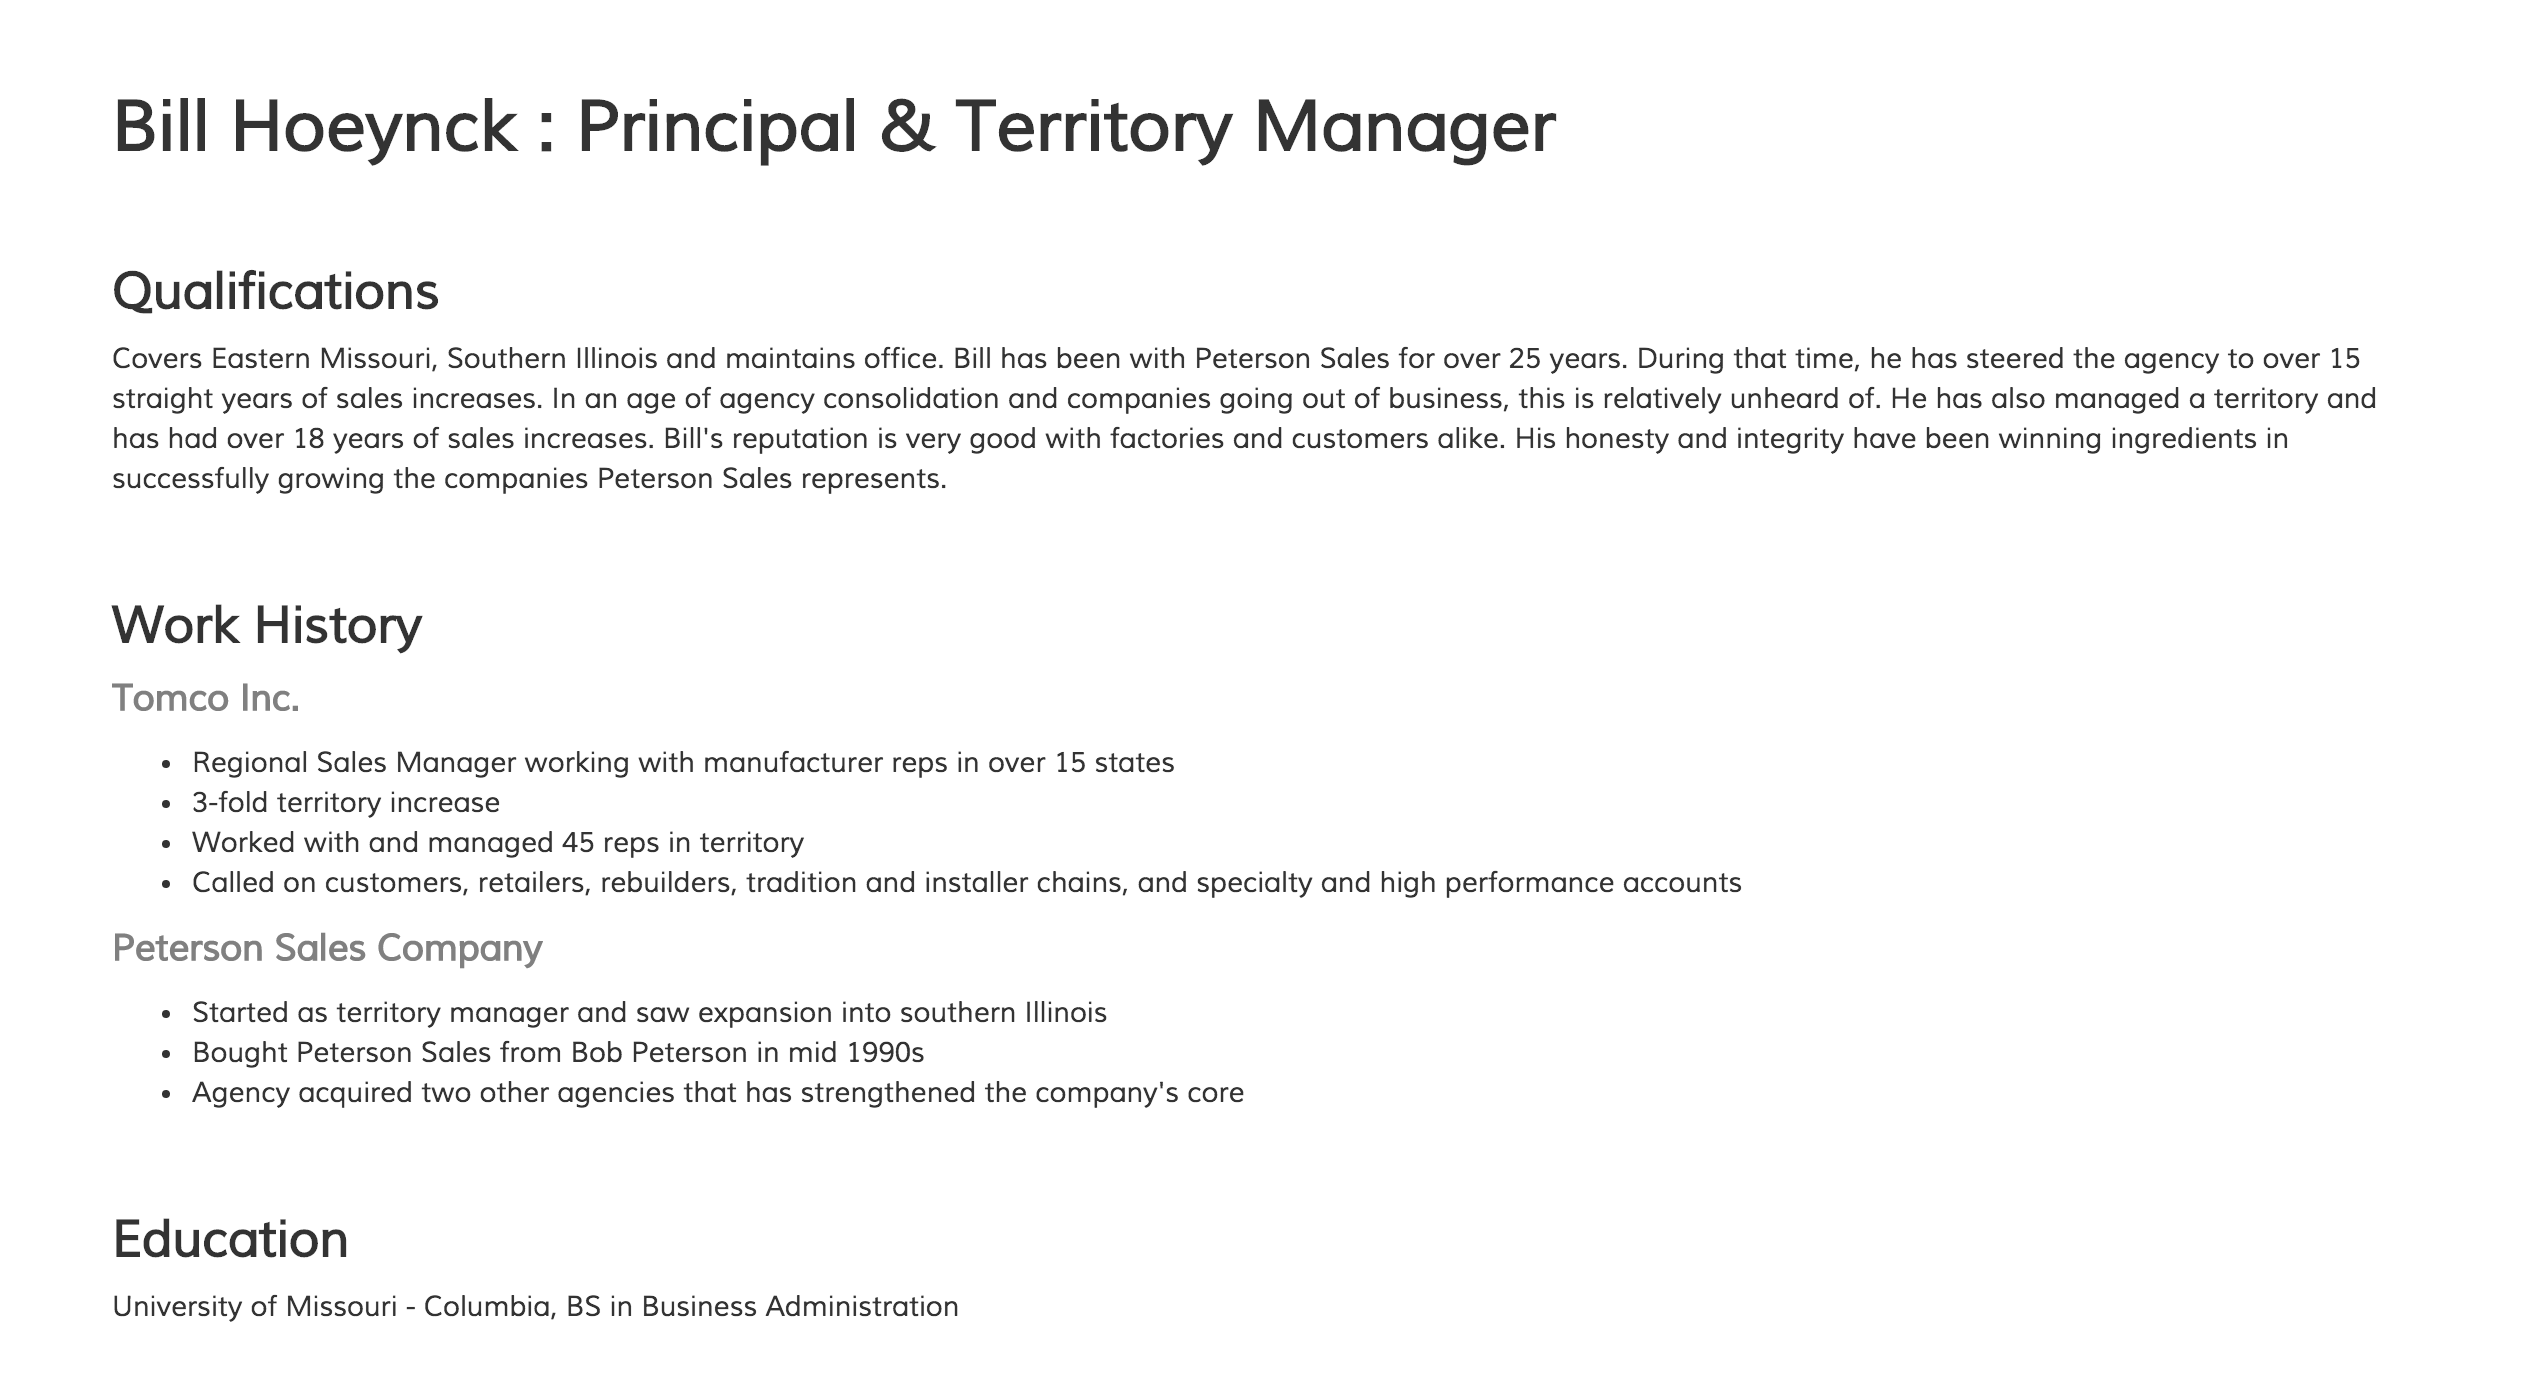 Bill Hoeynck : Principal & Territory Manager
Qualifications
Covers Eastern Missouri, Southern Illinois and maintains office. Bill has been with Peterson Sales for over 25 years. During that time, he has steered the agency to over 15
straight years of sales increases. In an age of agency consolidation and companies going out of business, this is relatively unheard of. He has also managed a territory and
has had over 18 years of sales increases. Bill's reputation is very good with factories and customers alike. His honesty and integrity have been winning ingredients in
successfully growing the companies Peterson Sales represents.
Work History
Tomco Inc.
• Regional Sales Manager working with manufacturer reps in over 15 states
• 3-fold territory increase
• Worked with and managed 45 reps in territory
• Called on customers, retailers, rebuilders, tradition and installer chains, and specialty and high performance accounts
Peterson Sales Company
• Started as territory manager and saw expansion into southern Illinois
• Bought Peterson Sales from Bob Peterson in mid 1990s
• Agency acquired two other agencies that has strengthened the company's core
Education
University of Missouri - Columbia, BS in Business Administration